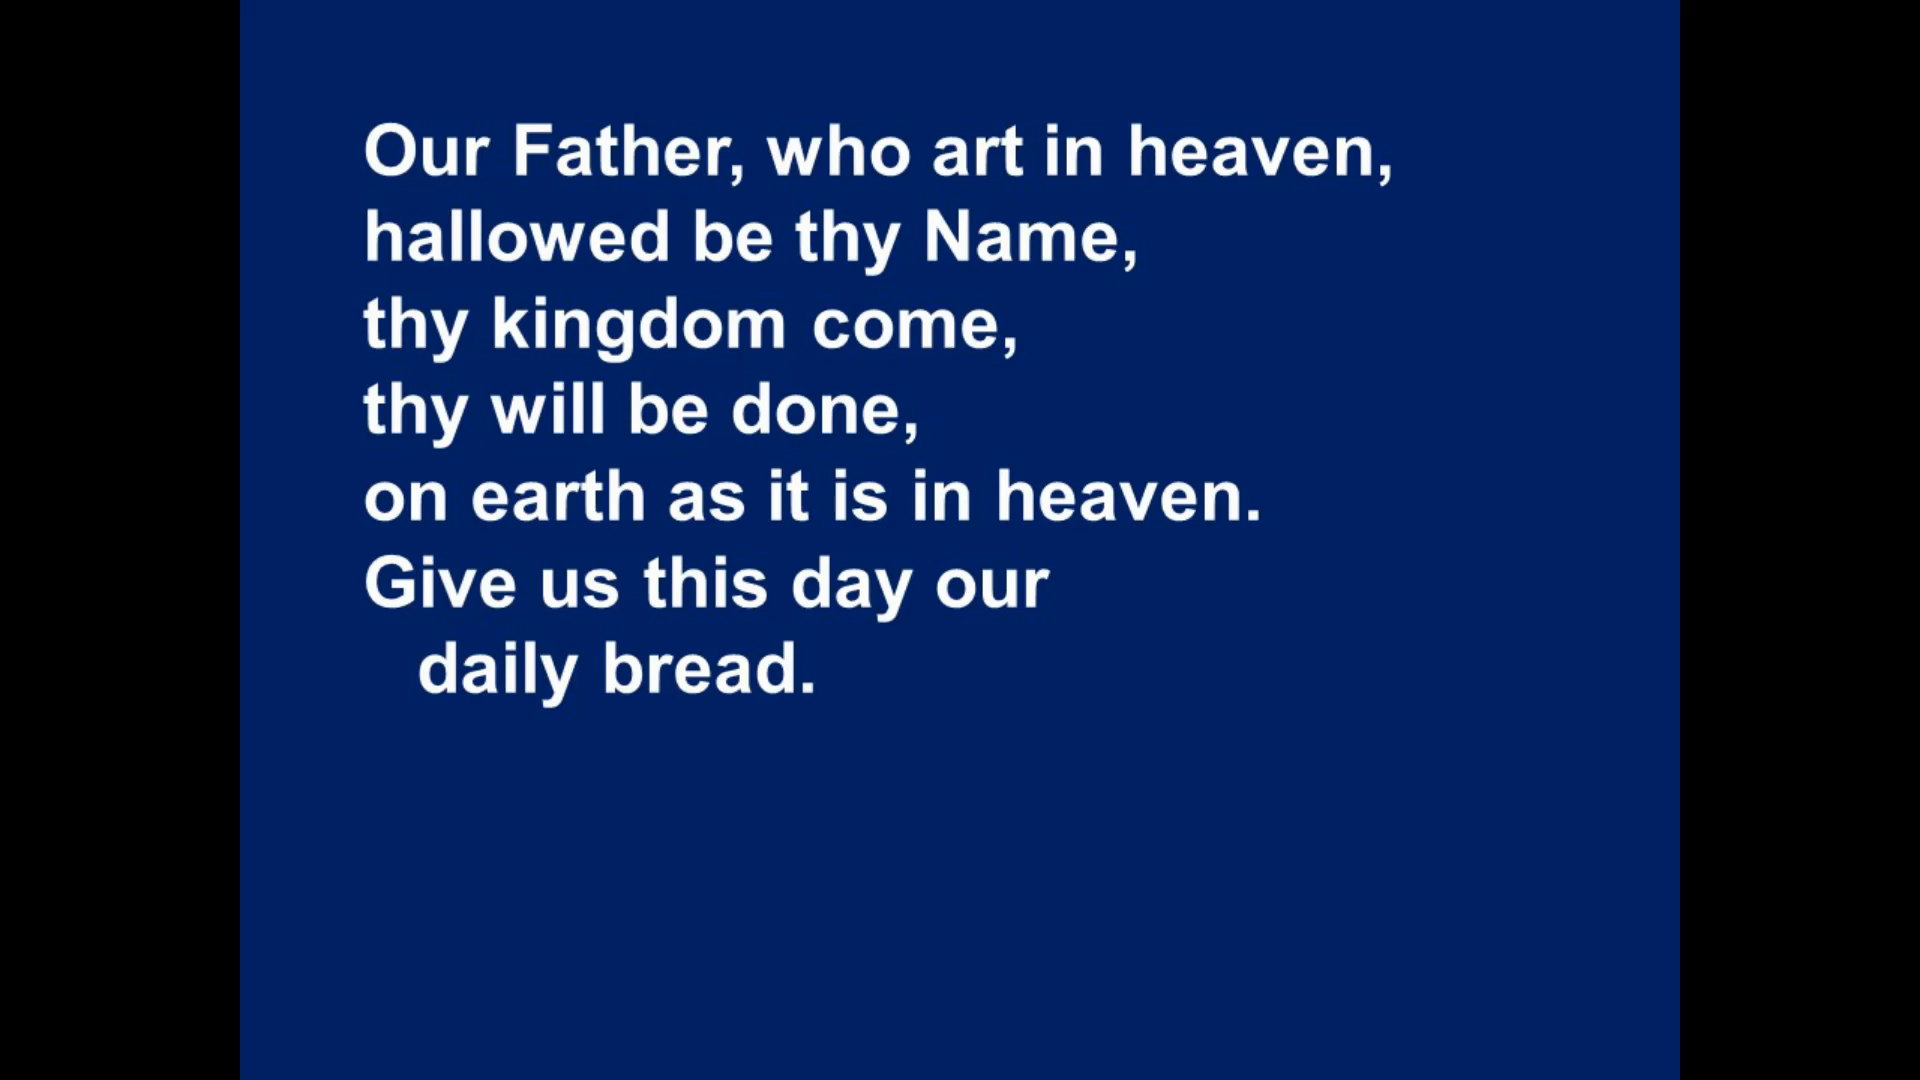 Our Father, who art in heaven,
hallowed be thy Name,
thy kingdom come,
thy will be done,
on earth as it is in heaven.
Give us this day our
daily bread.